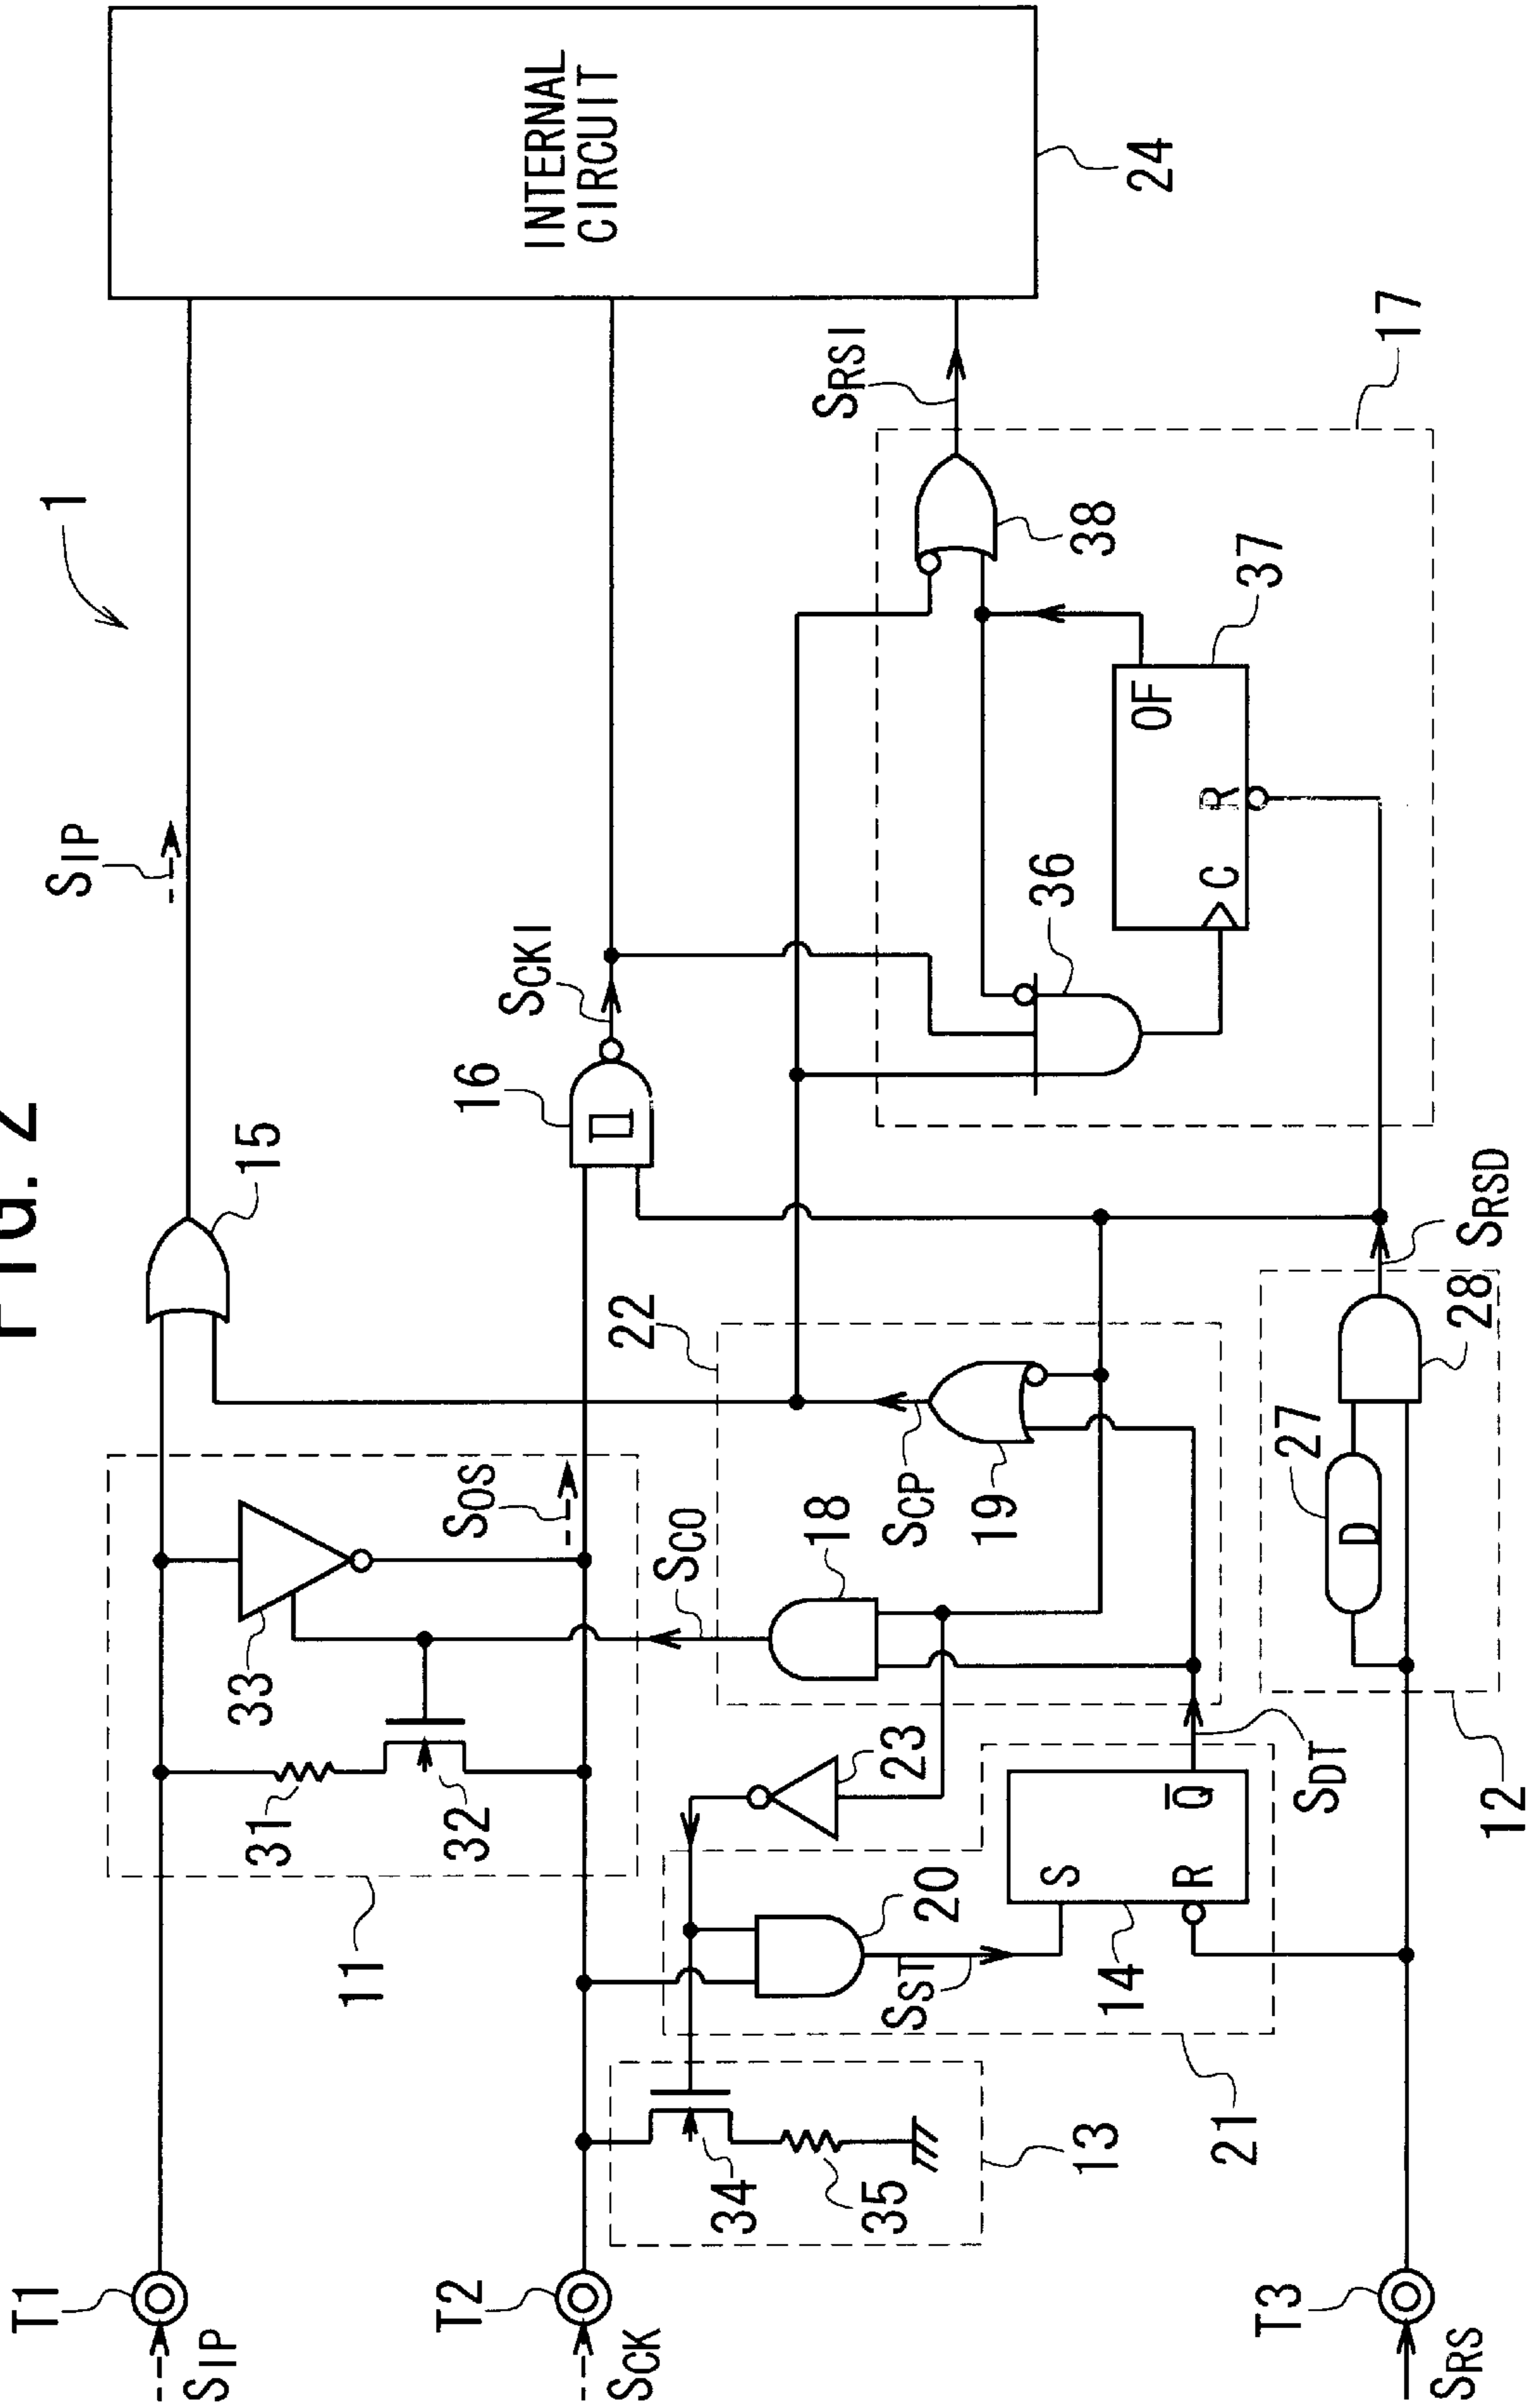 FIG. 2
1
T1
SIP
SIP
15
INTERNAL
CIRCUIT
24
11
31
32
33
SOS
T2
SCK
16
SCKI
SCO
22
18
SCP
19
23
20
SST
S
R
Q̅
14
SDT
21
13
34
35
36
C
R
OF
37
38
SRSI
17
T3
SRS
12
27
D
28
SRSD